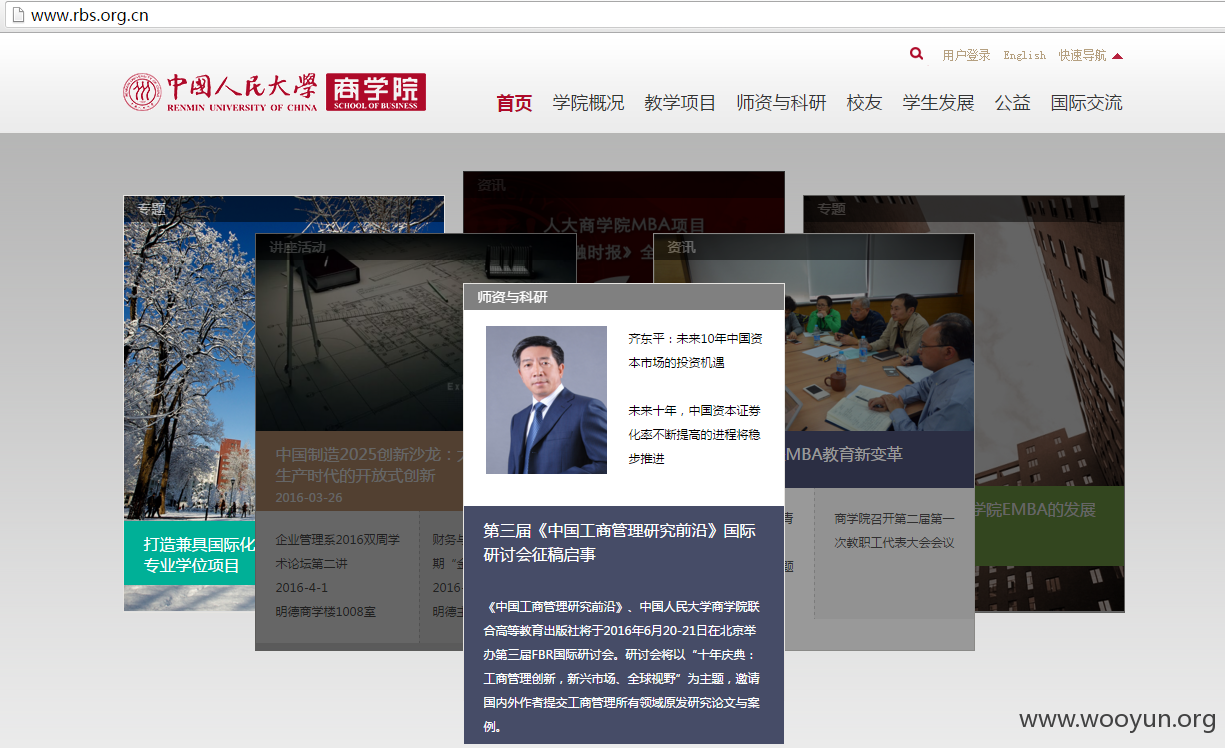 www.rbs.org.cn
用户登录 English 快速导航
中国人民大学 商学院
RENMIN UNIVERSITY OF CHINA SCHOOL OF BUSINESS
首页 学院概况 教学项目 师资与科研 校友 学生发展 公益 国际交流
专题
打造兼具国际化
专业学位项目
讲座活动
中国制造2025创新沙龙：
生产时代的开放式创新
2016-03-26
企业管理系2016双周学
术论坛第二讲
2016-4-1
明德商学楼1008室
财务与
期“金
2016
明德主
资讯
人大商学院MBA项目
融时报》全
师资与科研
齐东平：未来10年中国资
本市场的投资机遇
未来十年，中国资本证券
化率不断提高的进程将稳
步推进
第三届《中国工商管理研究前沿》国际
研讨会征稿启事
《中国工商管理研究前沿》、中国人民大学商学院联
合高等教育出版社将于2016年6月20-21日在北京举
办第三届FBR国际研讨会。研讨会将以“十年庆典：
工商管理创新，新兴市场、全球视野”为主题，邀请
国内外作者提交工商管理所有领域原发研究论文与案
例。
资讯
MBA教育新变革
青
题
商学院召开第二届第一
次教职工代表大会会议
专题
学院EMBA的发展
www.wooyun.org